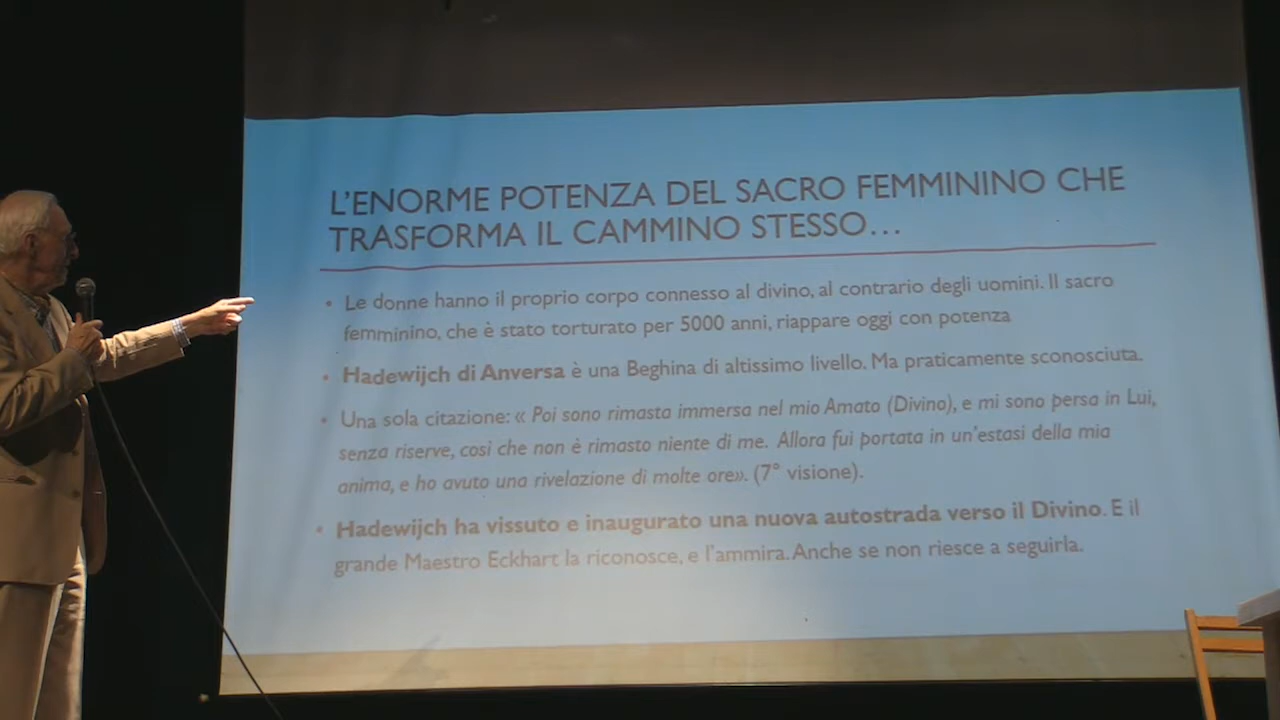 L'ENORME POTENZA DEL SACRO FEMMININO CHE
TRASFORMA IL CAMMINO STESSO...
• Le donne hanno il proprio corpo connesso al divino, al contrario degli uomini. Il sacro
femminino, che è stato torturato per 5000 anni, riappare oggi con potenza
• Hadewijch di Anversa è una Beghina di altissimo livello. Ma praticamente sconosciuta.
• Una sola citazione: « Poi sono rimasta immersa nel mio Amato (Divino), e mi sono persa in Lui,
senza riserve, così che non è rimasto niente di me. Allora fui portata in un'estasi della mia
anima, e ho avuto una rivelazione di molte ore». (7° visione).
• Hadewijch ha vissuto e inaugurato una nuova autostrada verso il Divino. E il
grande Maestro Eckhart la riconosce, e l'ammira. Anche se non riesce a seguirla.